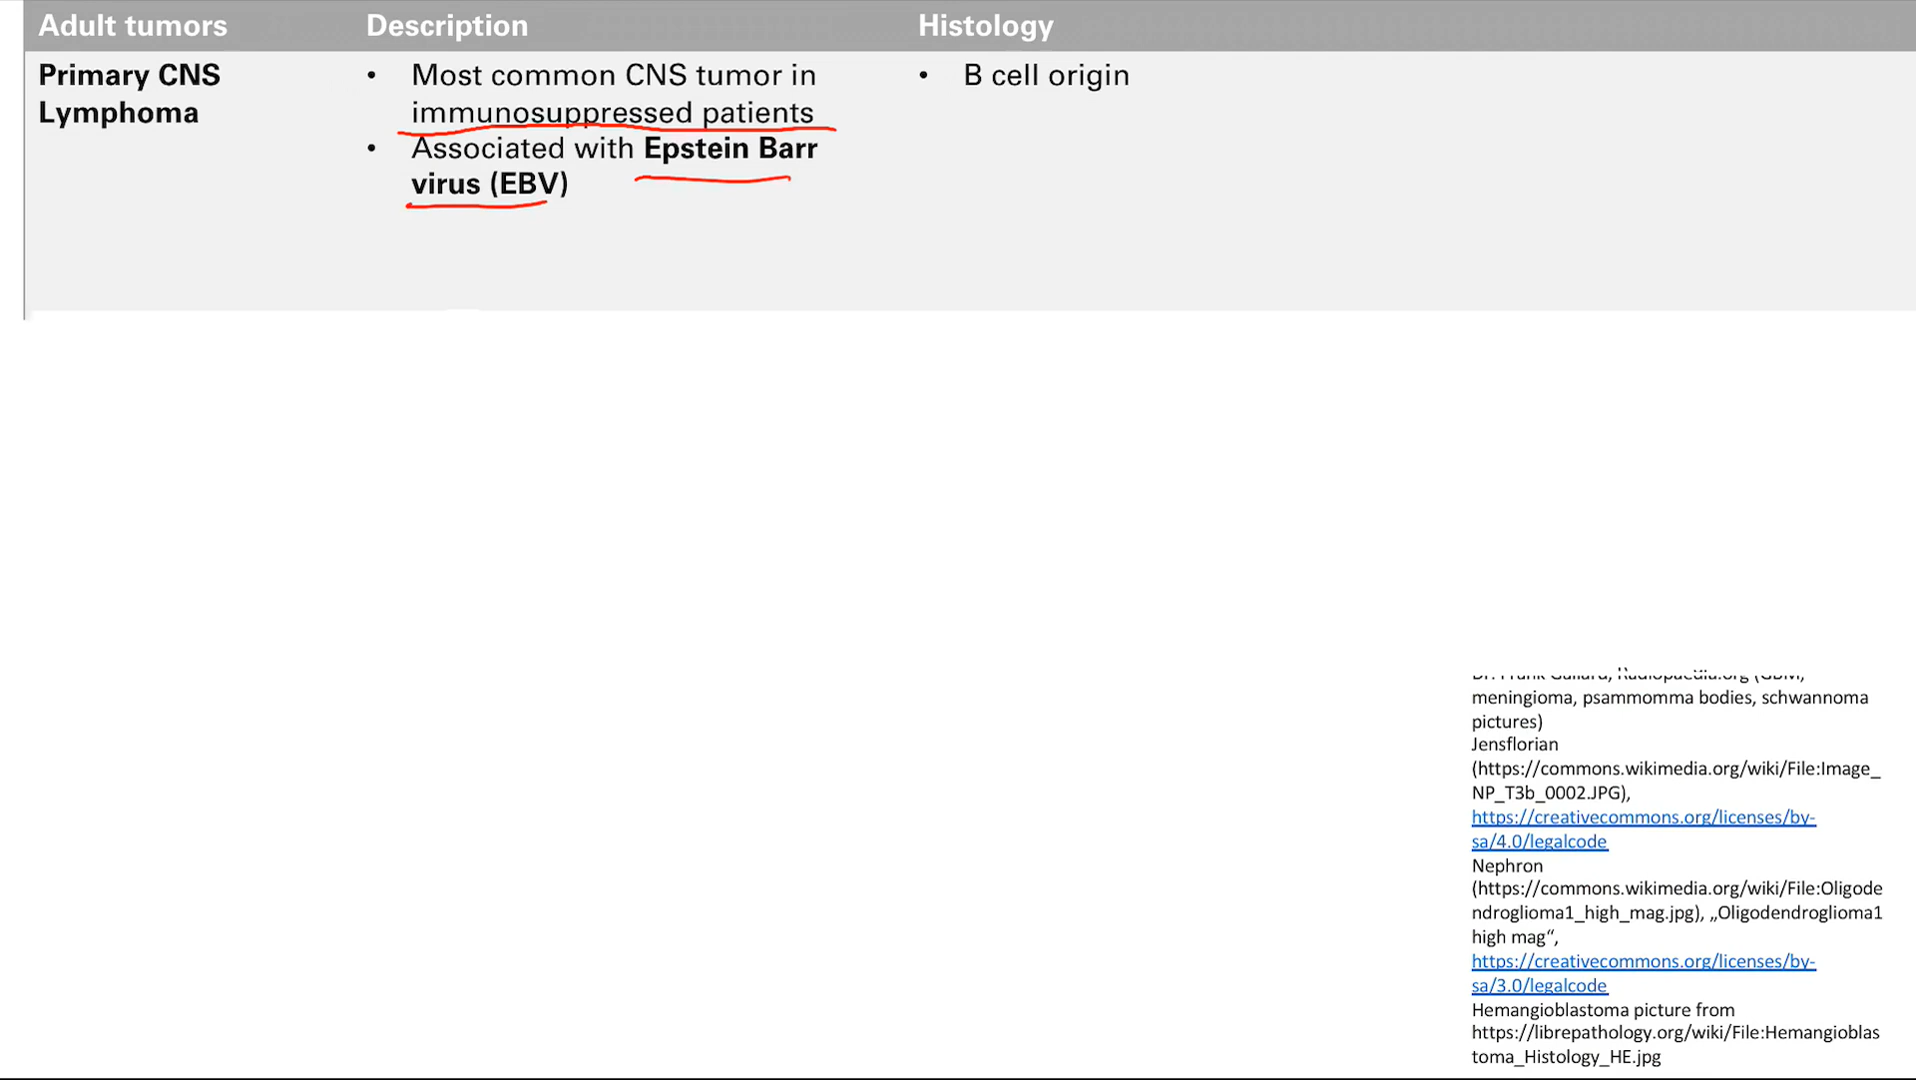 Adult tumors Description Histology
Primary CNS
Lymphoma
• Most common CNS tumor in
immunosuppressed patients
• Associated with Epstein Barr
virus (EBV)
• B cell origin
meningioma, psammomma bodies, schwannoma
pictures)
Jensflorian
(https://commons.wikimedia.org/wiki/File:Image_
NP_T3b_0002.JPG),
https://creativecommons.org/licenses/by-
sa/4.0/legalcode
Nephron
(https://commons.wikimedia.org/wiki/File:Oligode
ndroglioma1_high_mag.jpg), „Oligodendroglioma1
high mag“,
https://creativecommons.org/licenses/by-
sa/3.0/legalcode
Hemangioblastoma picture from
https://librepathology.org/wiki/File:Hemangioblas
toma_Histology_HE.jpg